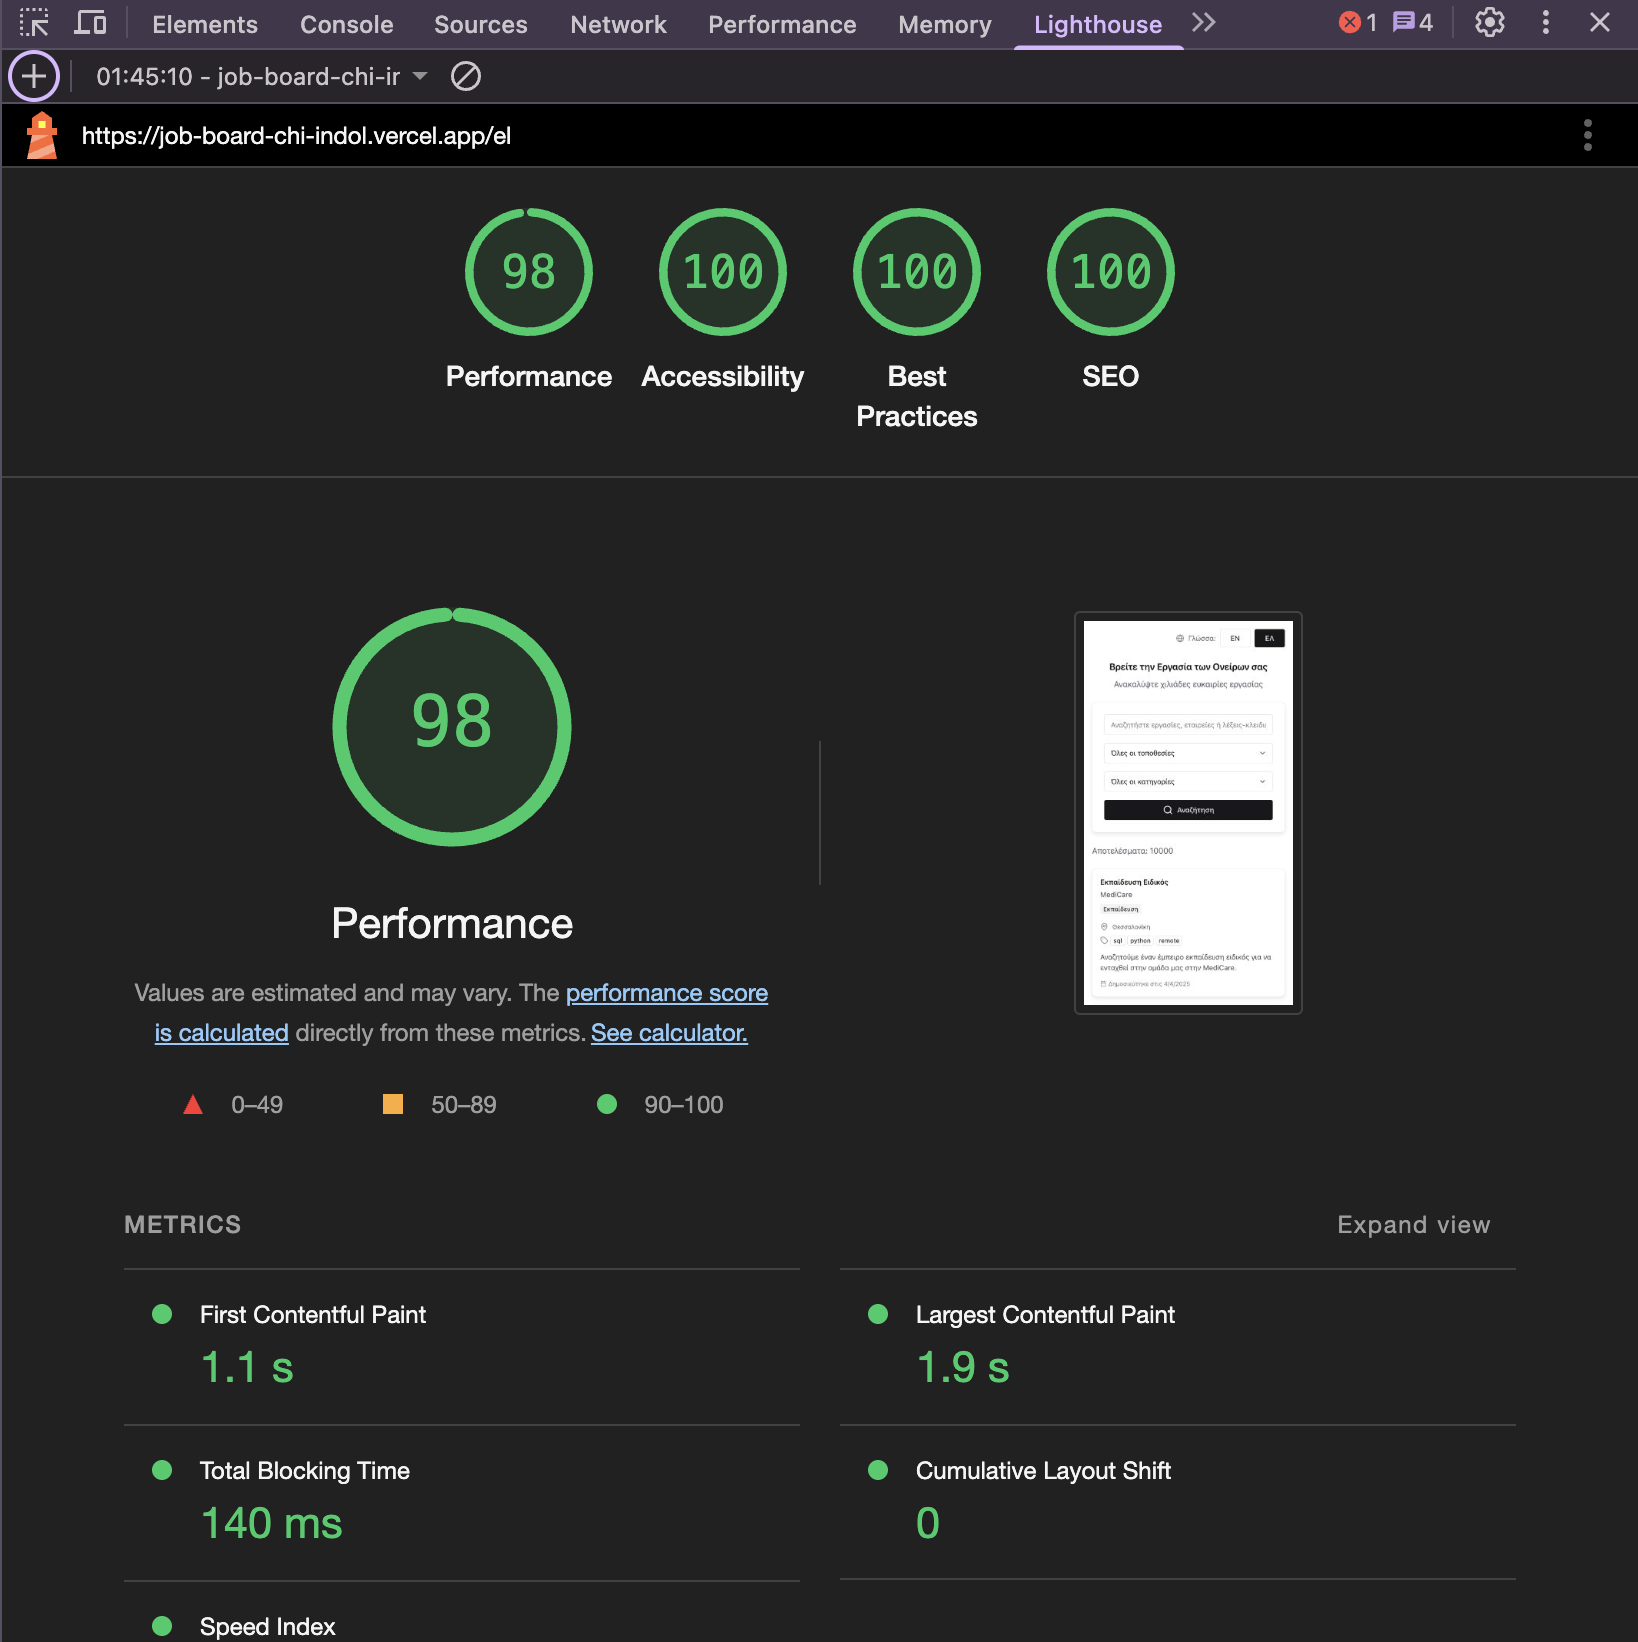 Elements Console Sources Network Performance Memory Lighthouse 1 4
01:45:10 - job-board-chi-ir
https://job-board-chi-indol.vercel.app/el
98 100 100 100
Performance Accessibility Best Practices SEO
98
Performance
Values are estimated and may vary. The performance score
is calculated directly from these metrics. See calculator.
0–49 50–89 90–100
Γλώσσα: EN ΕΛ
Βρείτε την Εργασία των Ονείρων σας
Ανακαλύψτε χιλιάδες ευκαιρίες εργασίας
Αναζητήστε εργασίες, εταιρείες ή λέξεις-κλειδι
Όλες οι τοποθεσίες
Όλες οι κατηγορίες
Αναζήτηση
Αποτελέσματα: 10000
Εκπαίδευση Ειδικός
MediCare
Εκπαίδευση
Θεσσαλονίκη
sql python remote
Αναζητούμε έναν έμπειρο εκπαίδευση ειδικός για να
ενταχθεί στην ομάδα μας στην MediCare.
Δημοσιεύτηκε στις 4/4/2025
METRICS Expand view
First Contentful Paint
1.1 s
Largest Contentful Paint
1.9 s
Total Blocking Time
140 ms
Cumulative Layout Shift
0
Speed Index